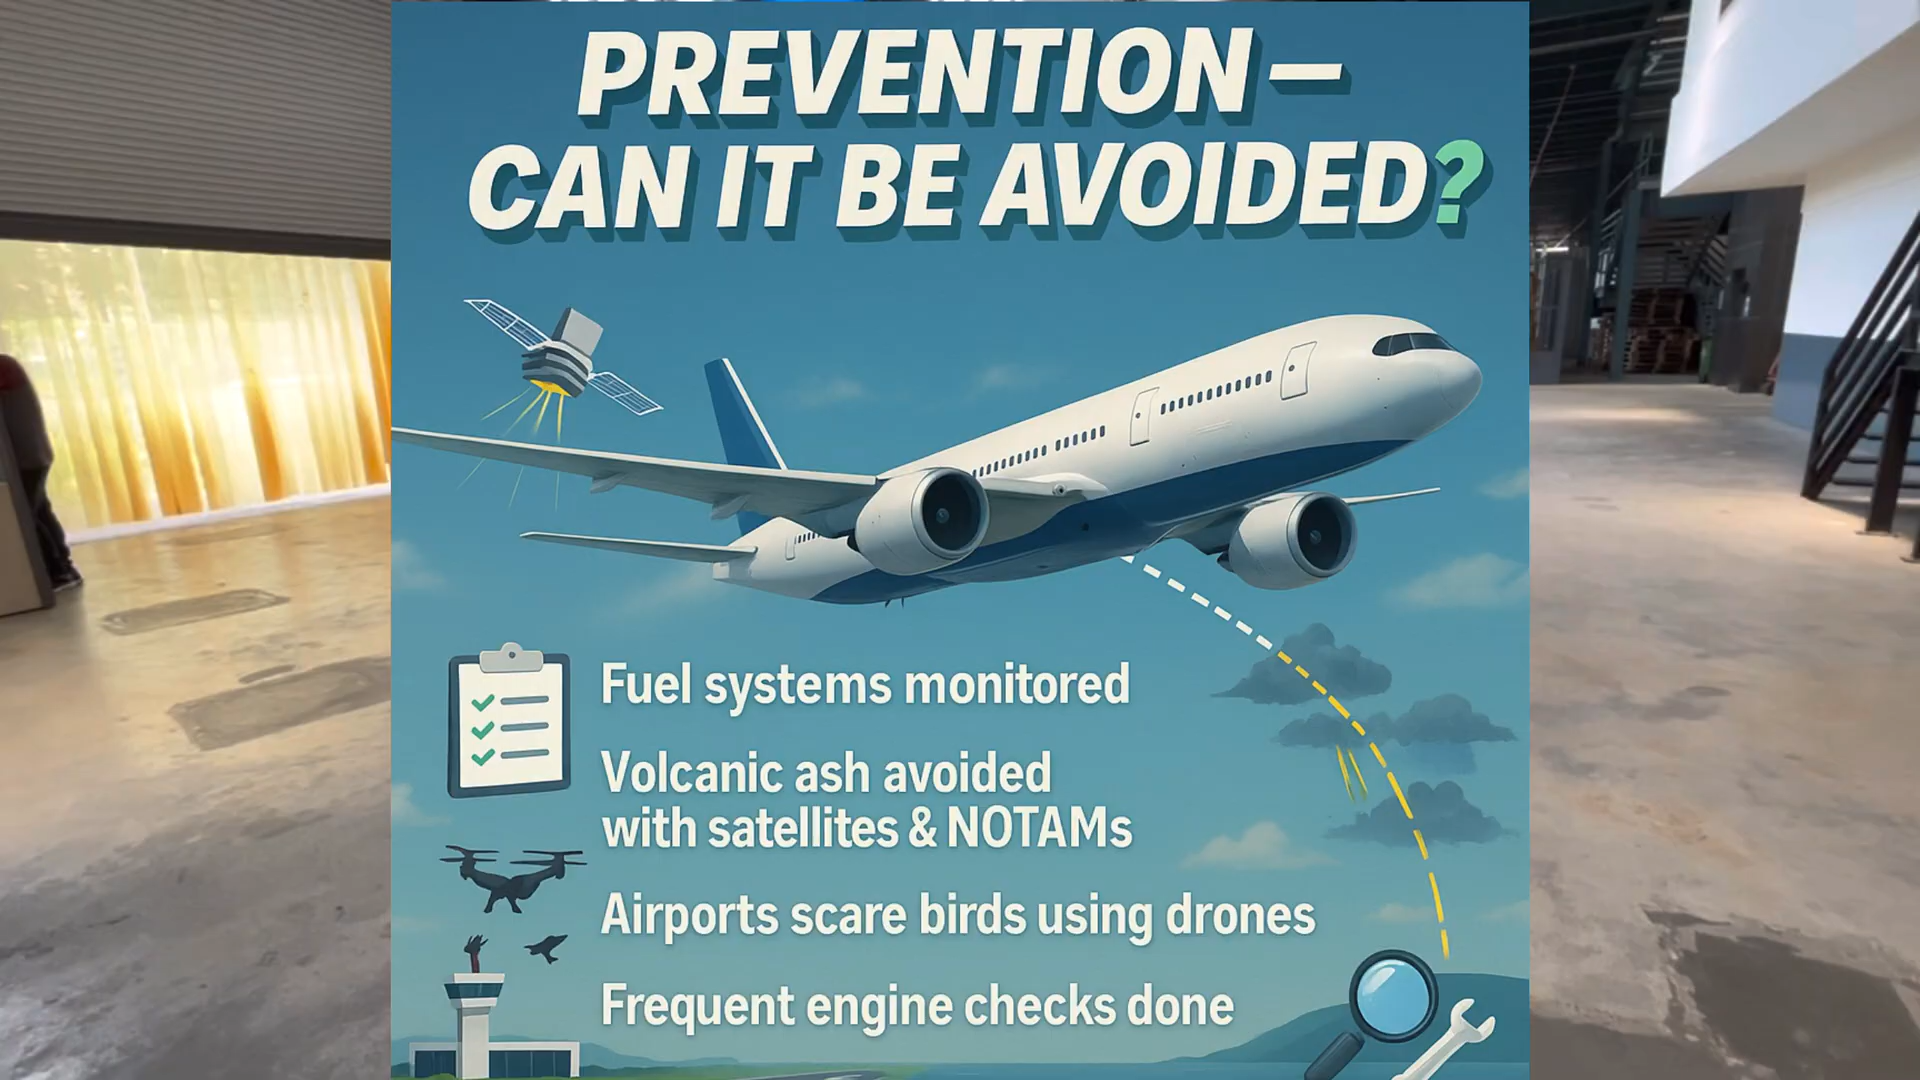 PREVENTION—
CAN IT BE AVOIDED?
Fuel systems monitored
Volcanic ash avoided
with satellites & NOTAMs
Airports scare birds using drones
Frequent engine checks done